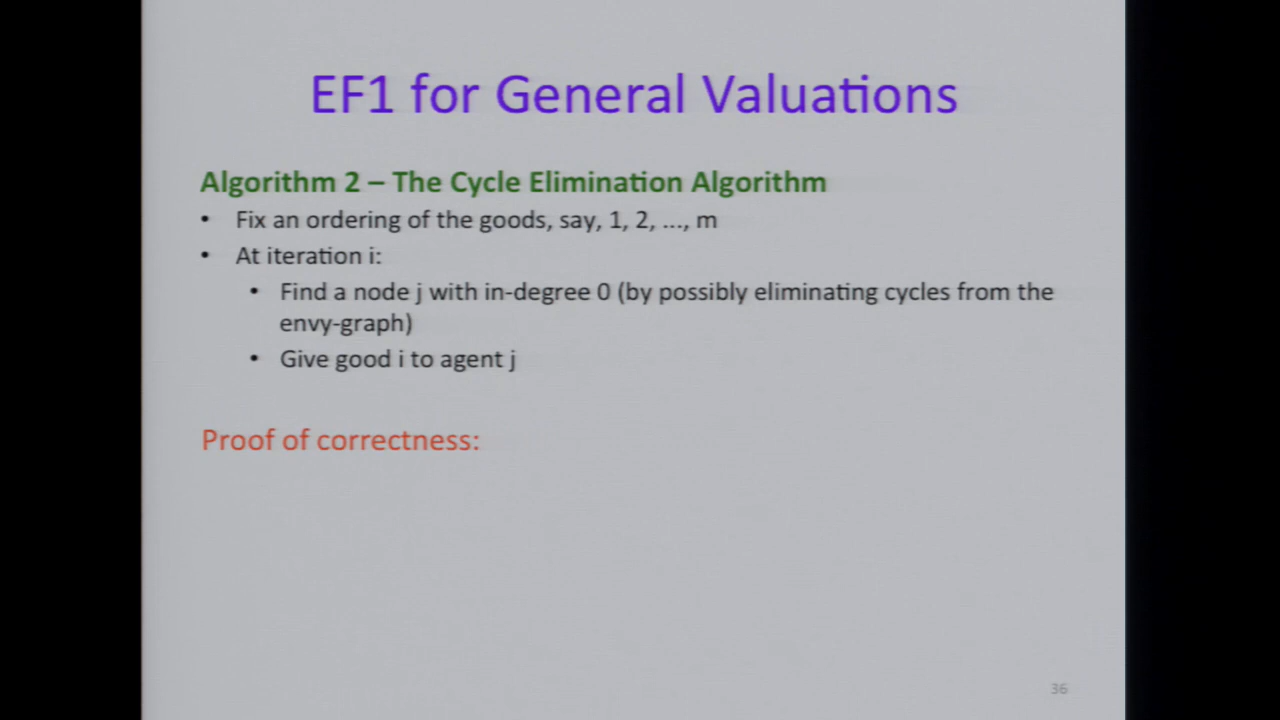 EF1 for General Valuations
Algorithm 2 – The Cycle Elimination Algorithm
• Fix an ordering of the goods, say, 1, 2, ..., m
• At iteration i:
• Find a node j with in-degree 0 (by possibly eliminating cycles from the
envy-graph)
• Give good i to agent j
Proof of correctness:
36